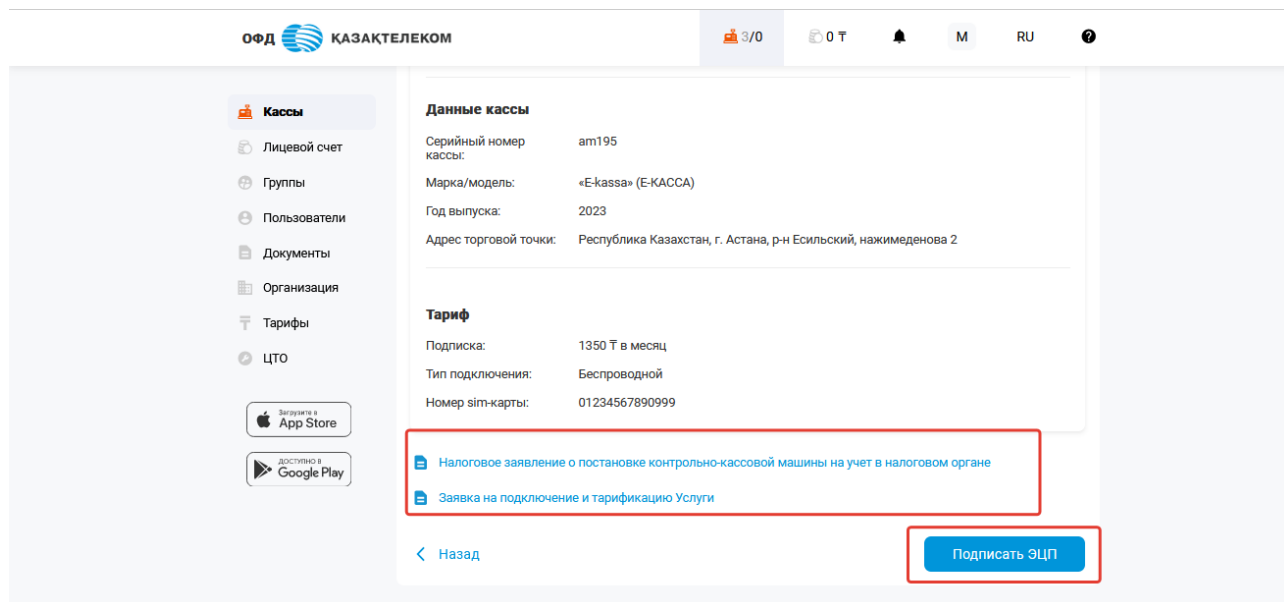 ОФД ҚАЗАҚТЕЛЕКОМ 3/0 0 ₸ M RU ?
Кассы
Лицевой счет
Группы
Пользователи
Документы
Организация
₸ Тарифы
ЦТО
Загрузите в
App Store
ДОСТУПНО В
Google Play
Данные кассы
Серийный номер
кассы: am195
Марка/модель: «E-kassa» (Е-КАССА)
Год выпуска: 2023
Адрес торговой точки: Республика Казахстан, г. Астана, р-н Есильский, нажимеденова 2
Тариф
Подписка: 1350 ₸ в месяц
Тип подключения: Беспроводной
Номер sim-карты: 01234567890999
Налоговое заявление о постановке контрольно-кассовой машины на учет в налоговом органе
Заявка на подключение и тарификацию Услуги
Назад Подписать ЭЦП